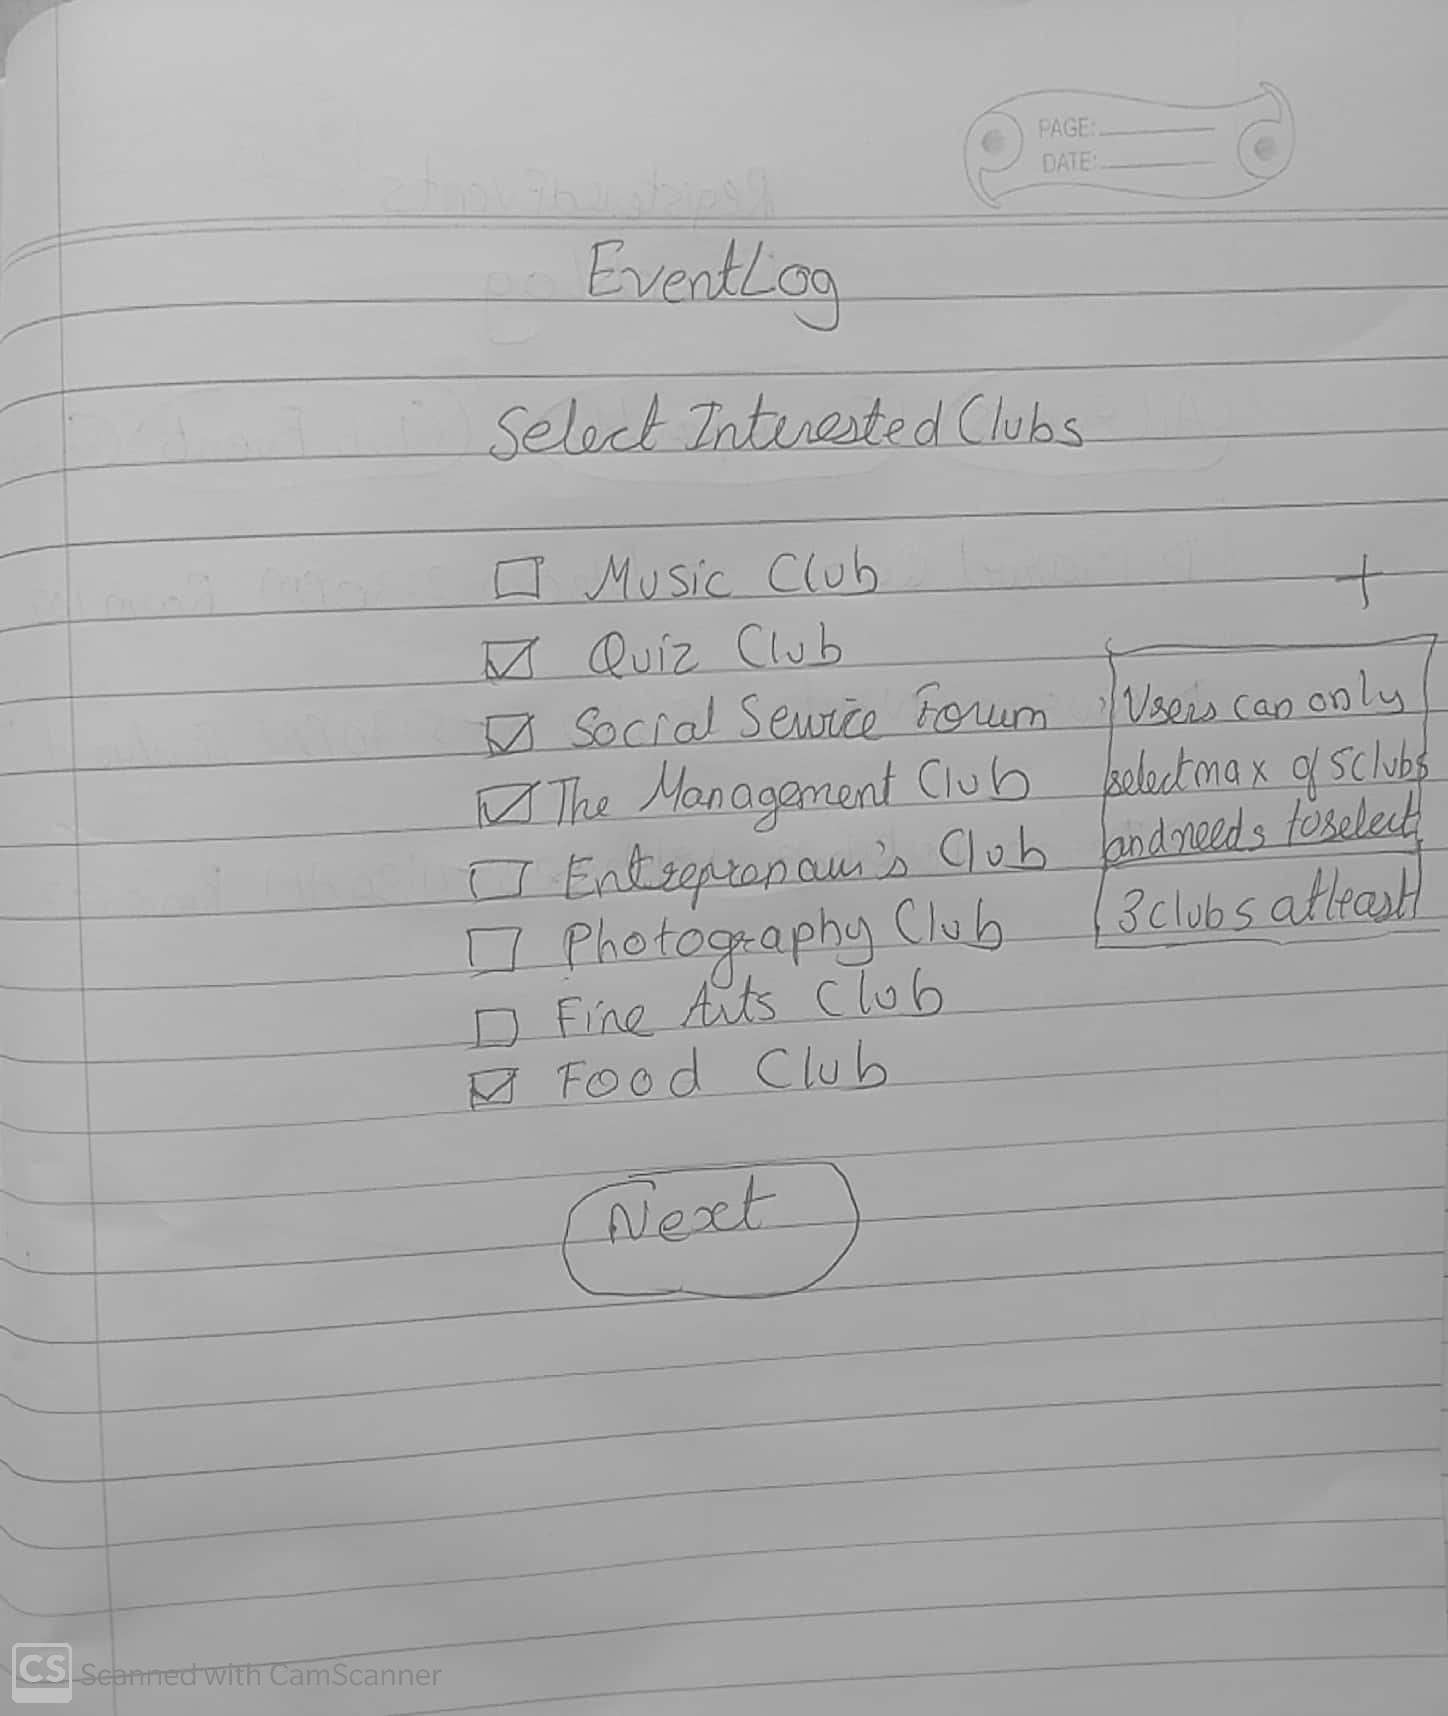 PAGE:
DATE:
EventLog
Select Interested Clubs
Music Club
+
Quiz Club
Social Service Forum
Users can only
The Management Club
select max of 5 clubs
Entreprenaur's Club
and needs to select
Photography Club
3 clubs atleast
Fine Arts Club
Food Club
Next
CS Scanned with CamScanner